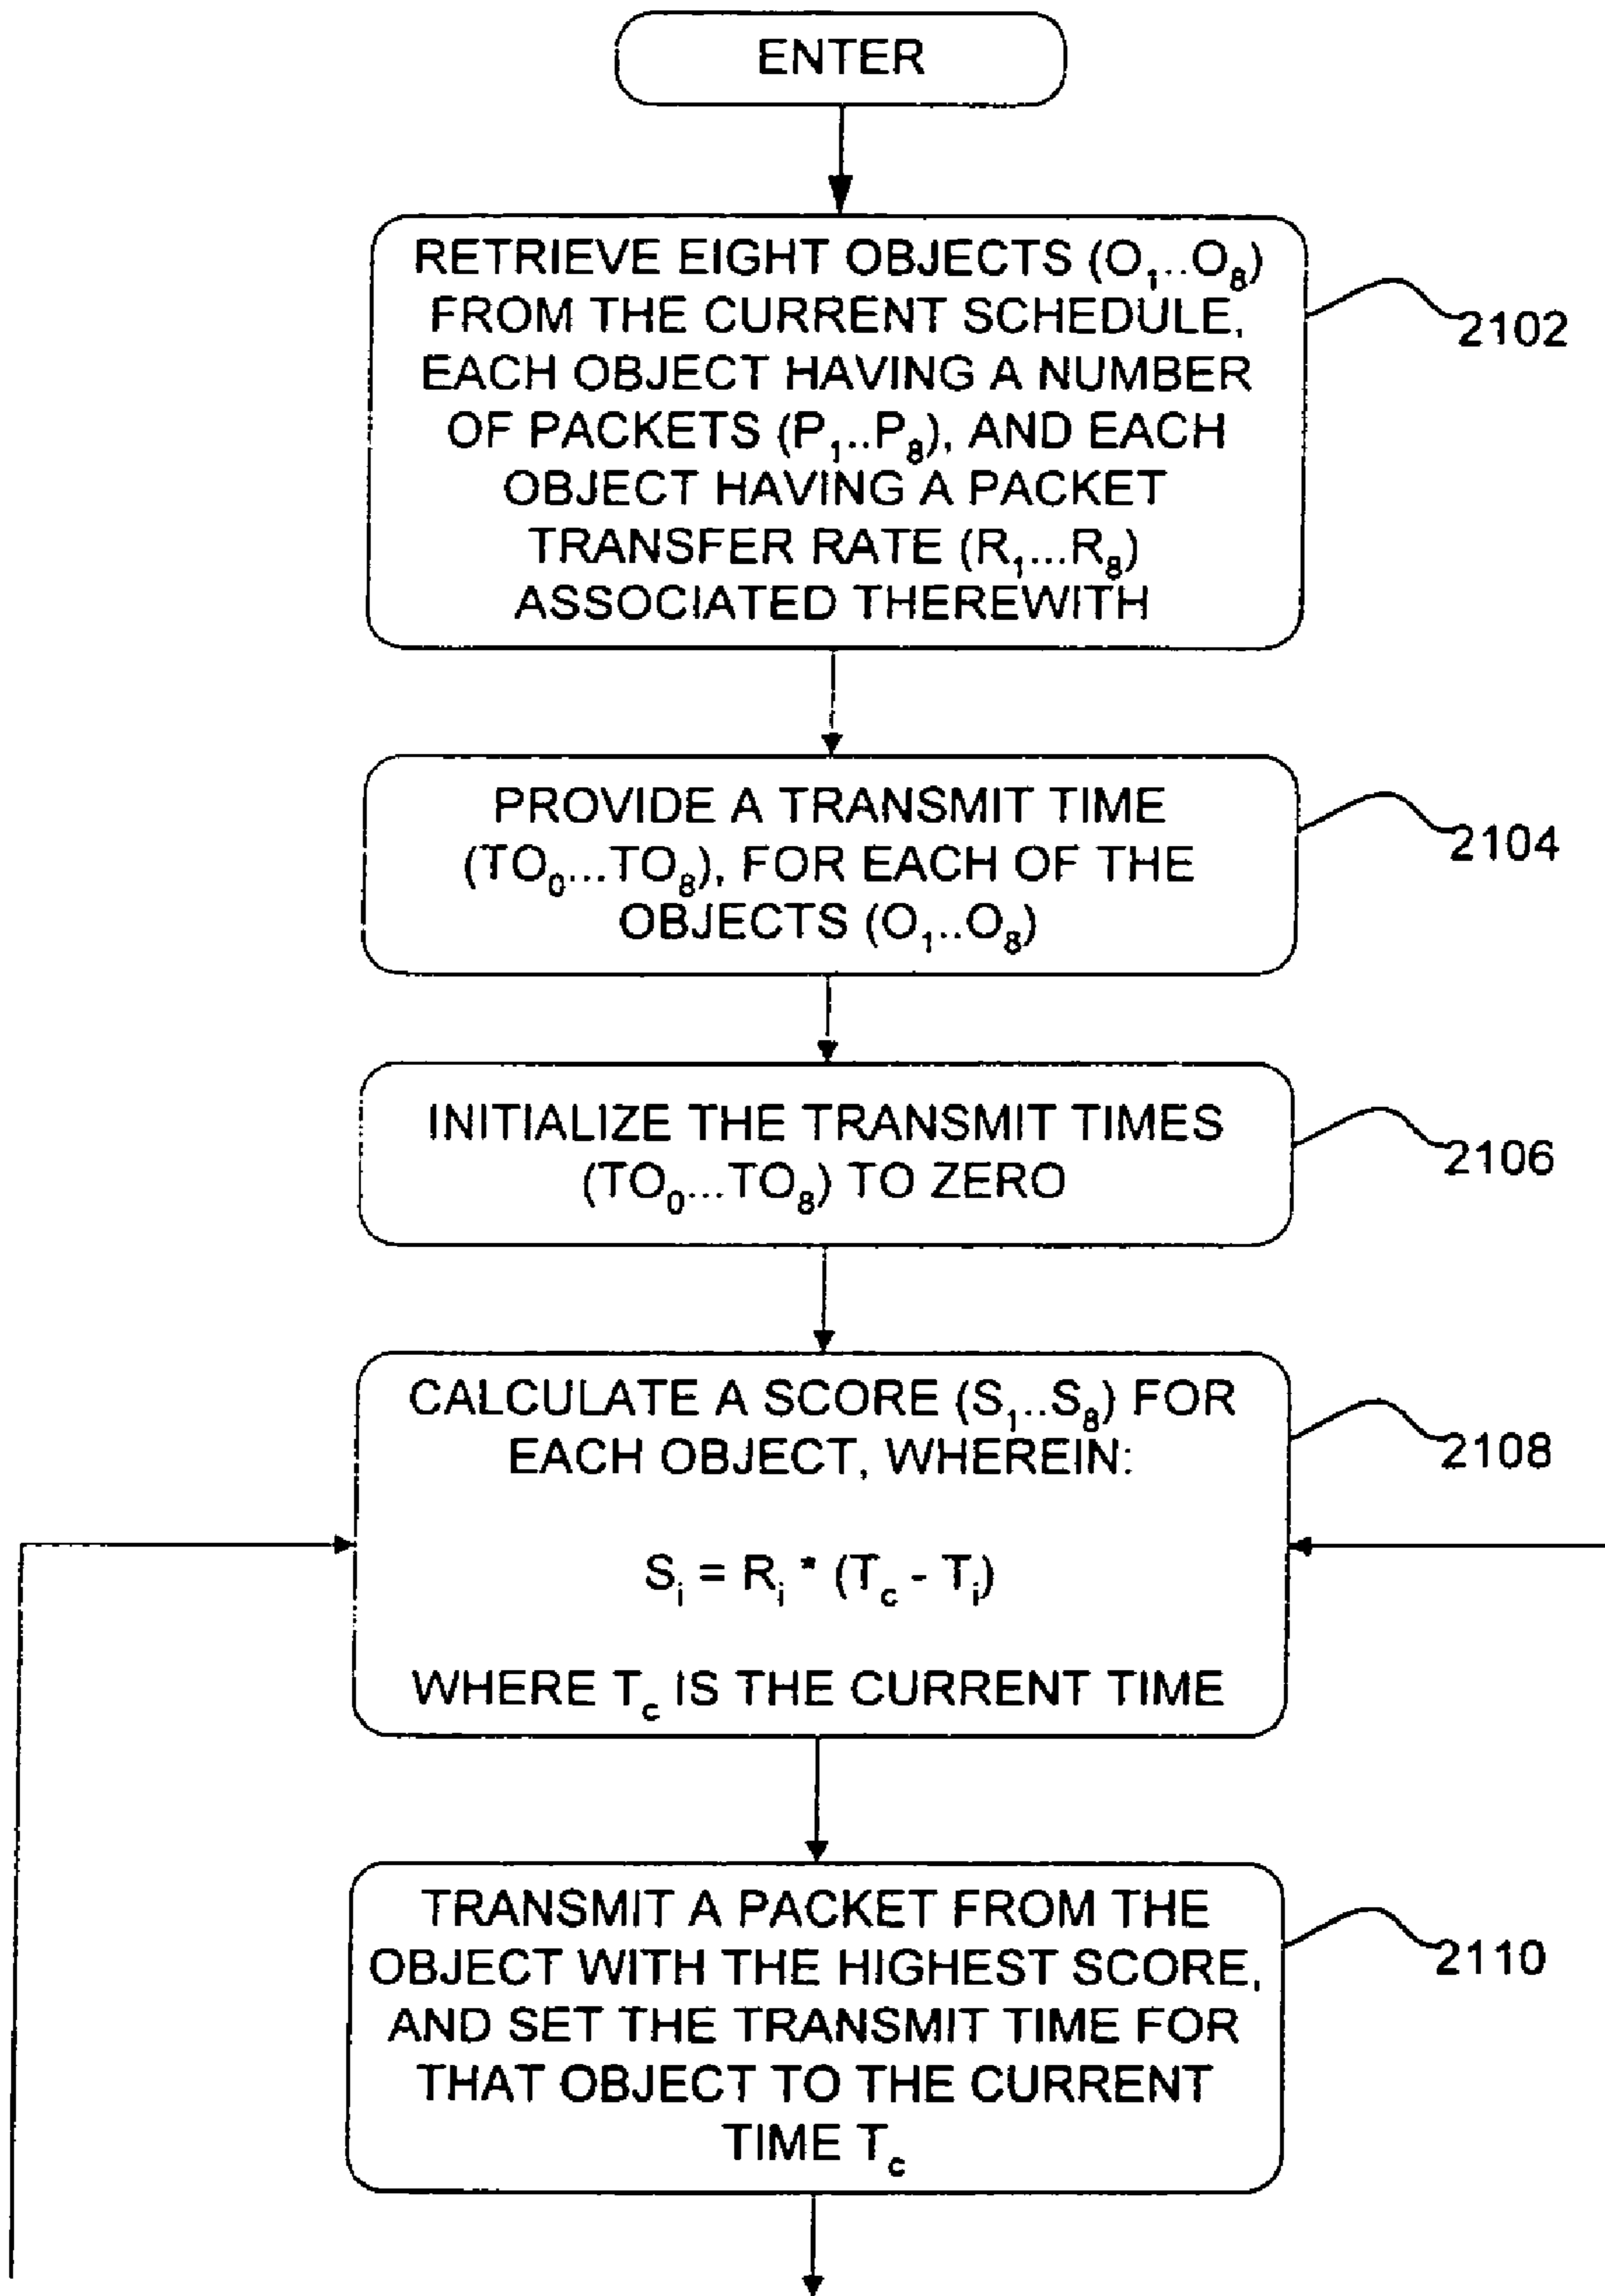 ENTER
RETRIEVE EIGHT OBJECTS (O₁..O₈)
FROM THE CURRENT SCHEDULE,
EACH OBJECT HAVING A NUMBER
OF PACKETS (P₁..P₈), AND EACH
OBJECT HAVING A PACKET
TRANSFER RATE (R₁...R₈)
ASSOCIATED THEREWITH
2102
PROVIDE A TRANSMIT TIME
(TO₀...TO₈), FOR EACH OF THE
OBJECTS (O₁..O₈)
2104
INITIALIZE THE TRANSMIT TIMES
(TO₀...TO₈) TO ZERO
2106
CALCULATE A SCORE (S₁..S₈) FOR
EACH OBJECT, WHEREIN:
Sᵢ = Rᵢ * (T_c - Tᵢ)
WHERE T_c IS THE CURRENT TIME
2108
TRANSMIT A PACKET FROM THE
OBJECT WITH THE HIGHEST SCORE,
AND SET THE TRANSMIT TIME FOR
THAT OBJECT TO THE CURRENT
TIME T_c
2110